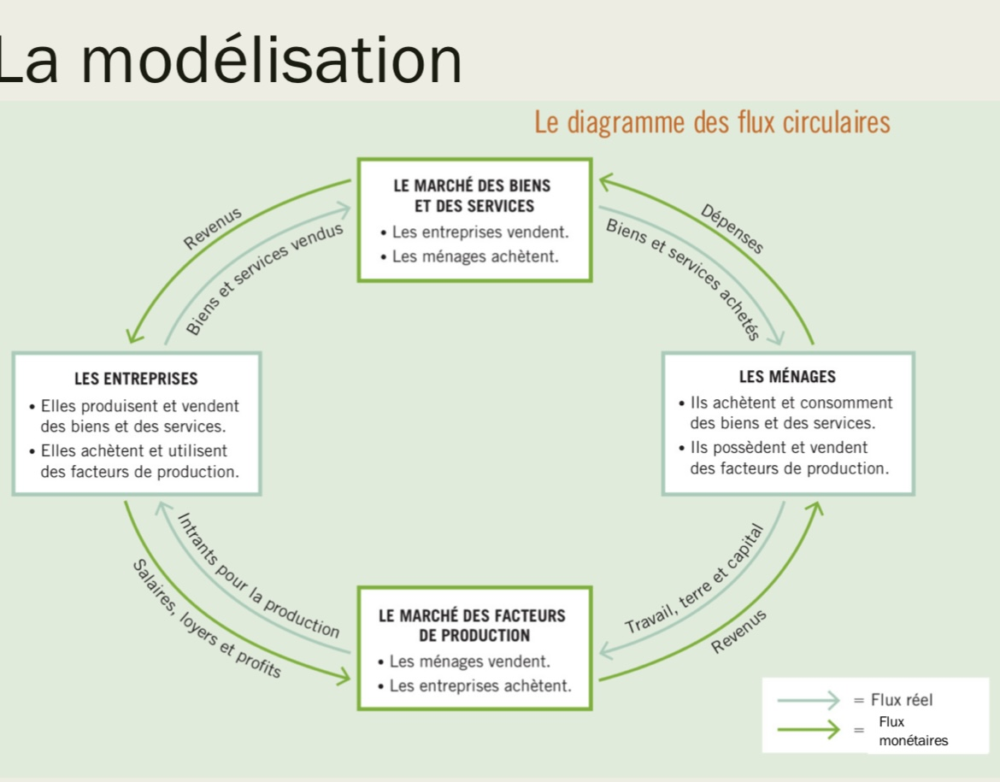 La modélisation
Le diagramme des flux circulaires
LE MARCHÉ DES BIENS
ET DES SERVICES
• Les entreprises vendent.
• Les ménages achètent.
Revenus
Biens et services vendus
Dépenses
Biens et services achetés
LES ENTREPRISES
• Elles produisent et vendent
des biens et des services.
• Elles achètent et utilisent
des facteurs de production.
LES MÉNAGES
• Ils achètent et consomment
des biens et des services.
• Ils possèdent et vendent
des facteurs de production.
Intrants pour la production
Salaires, loyers et profits
Travail, terre et capital
Revenus
LE MARCHÉ DES FACTEURS
DE PRODUCTION
• Les ménages vendent.
• Les entreprises achètent.
= Flux réel
= Flux
monétaires